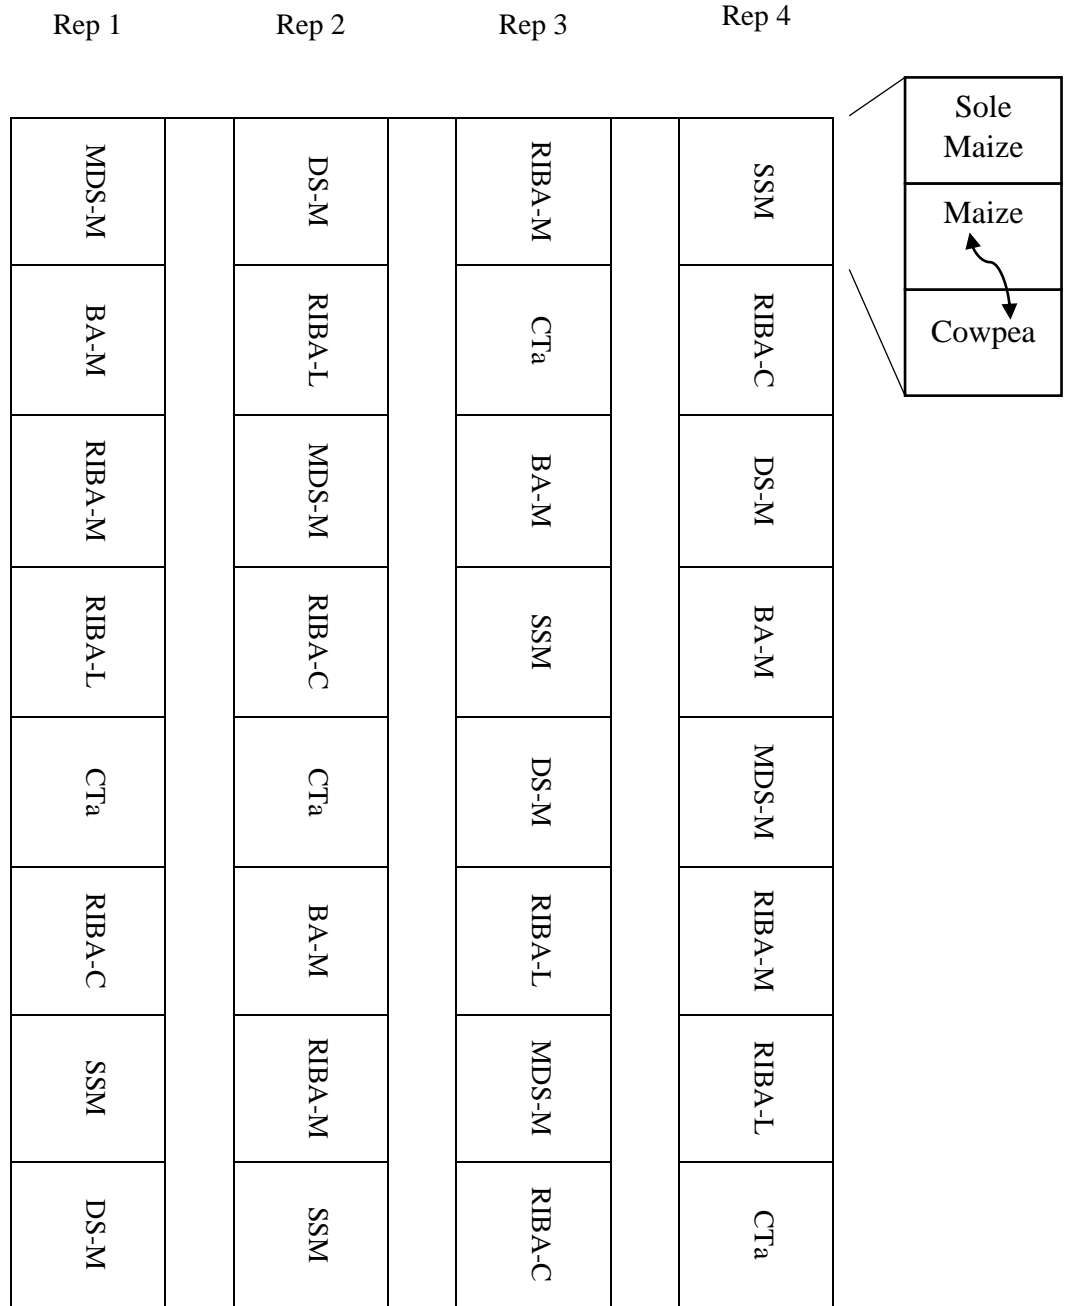 Rep 1
Rep 2
Rep 3
Rep 4
MDS-M
DS-M
RIBA-M
SSM
BA-M
RIBA-L
CTa
RIBA-C
RIBA-M
MDS-M
BA-M
DS-M
RIBA-L
RIBA-C
SSM
BA-M
CTa
CTa
DS-M
MDS-M
RIBA-C
BA-M
RIBA-L
RIBA-M
SSM
RIBA-M
MDS-M
RIBA-L
DS-M
SSM
RIBA-C
CTa
Sole
Maize
Maize
Cowpea